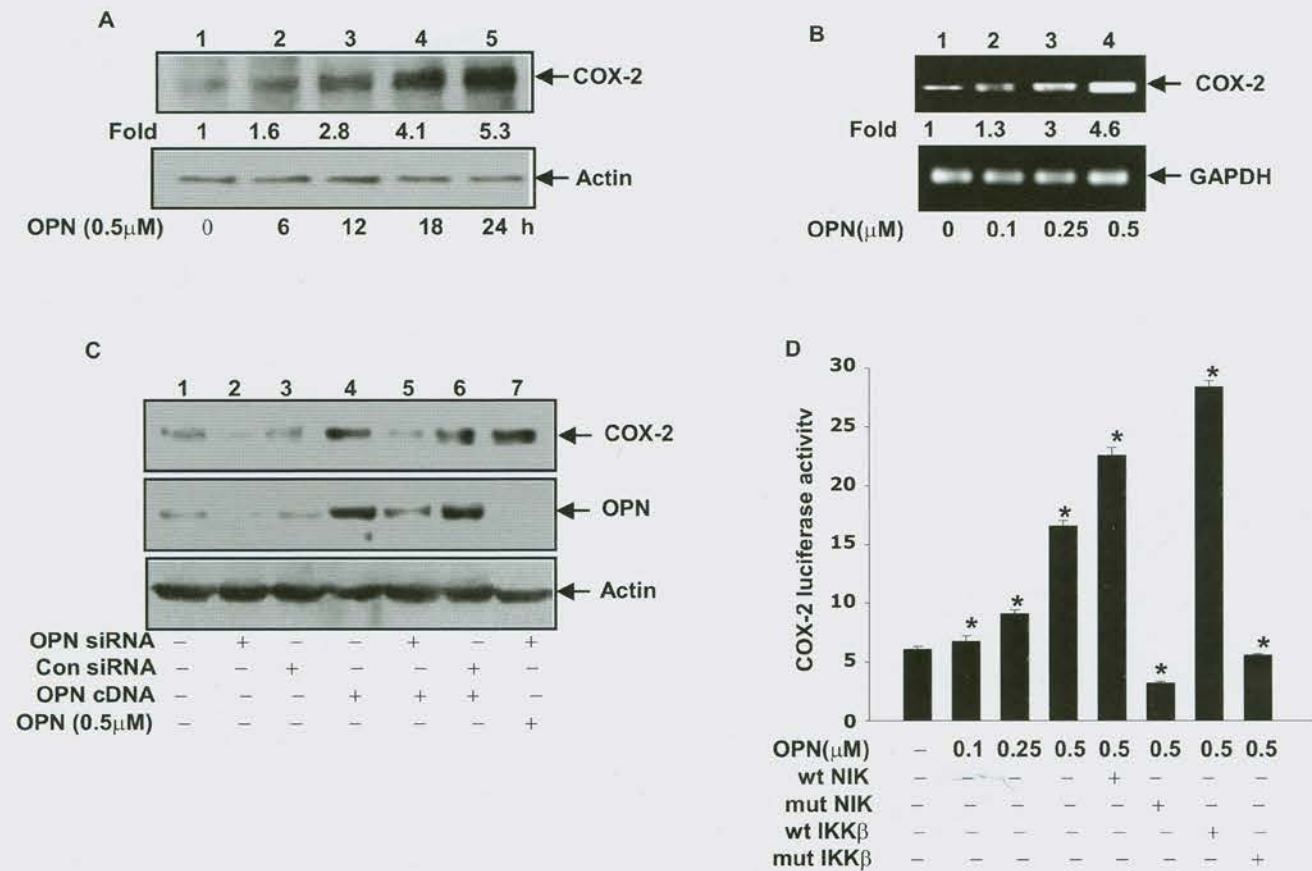 A
1 2 3 4 5
COX-2
Fold 1 1.6 2.8 4.1 5.3
Actin
OPN (0.5μM) 0 6 12 18 24 h
B
1 2 3 4
COX-2
Fold 1 1.3 3 4.6
GAPDH
OPN(μM) 0 0.1 0.25 0.5
C
1 2 3 4 5 6 7
COX-2
OPN
Actin
OPN siRNA – + – – + – +
Con siRNA – – + – – + –
OPN cDNA – – – + + + –
OPN (0.5μM) – – – – – – +
D
COX-2 luciferase activity
30
25
20
15
10
5
0
* * * * * * *
OPN(μM) – 0.1 0.25 0.5 0.5 0.5 0.5 0.5
wt NIK – – – – + – – –
mut NIK – – – – – + – –
wt IKKβ – – – – – – + –
mut IKKβ – – – – – – – +